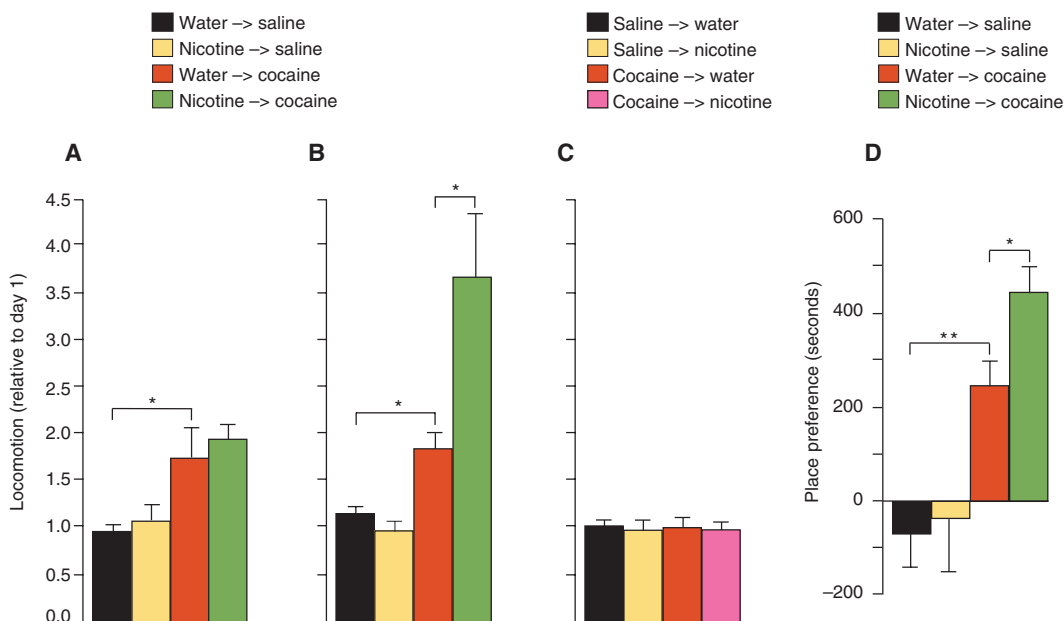 Water –> saline
Nicotine –> saline
Water –> cocaine
Nicotine –> cocaine
Saline –> water
Saline –> nicotine
Cocaine –> water
Cocaine –> nicotine
Water –> saline
Nicotine –> saline
Water –> cocaine
Nicotine –> cocaine
A
B
C
D
Locomotion (relative to day 1)
4.5
4.0
3.5
3.0
2.5
2.0
1.5
1.0
0.5
0.0
*
*
*
Place preference (seconds)
600
400
200
0
–200
**
*